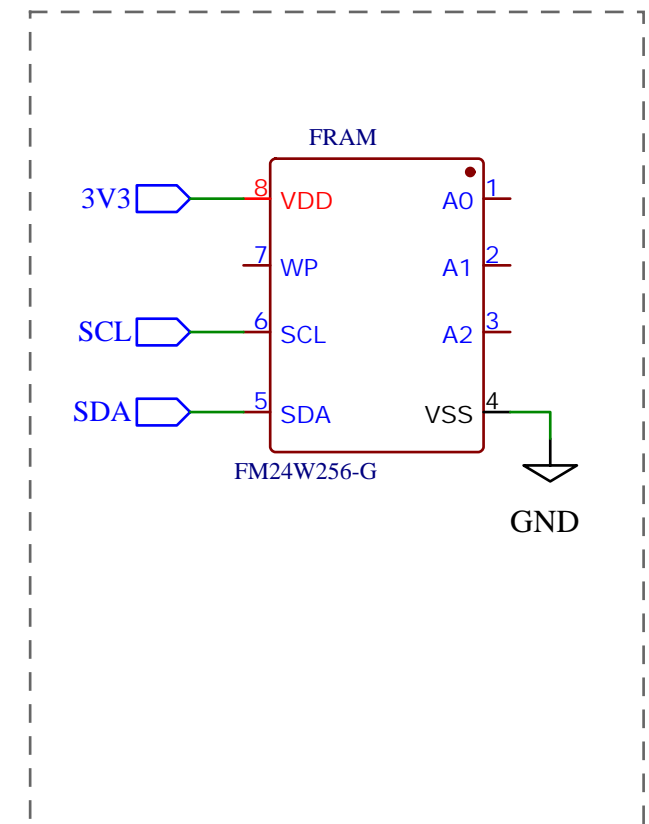 FRAM
3V3 8 VDD A0 1
7 WP A1 2
SCL 6 SCL A2 3
SDA 5 SDA VSS 4
FM24W256-G
GND